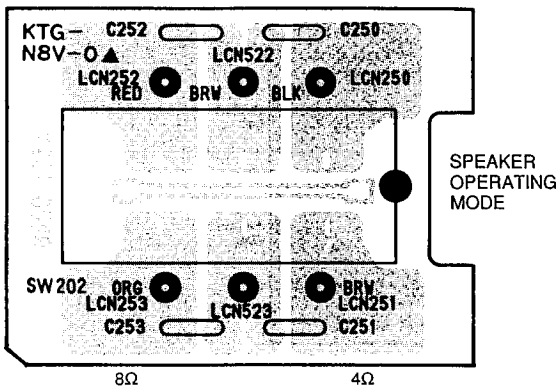 KTG-
N8V-0▲
C252
C250
LCN522
LCN252
LCN250
RED
BRW
BLK
SPEAKER
OPERATING
MODE
SW202
ORG
BRW
LCN253
LCN523
LCN251
C253
C251
8Ω
4Ω